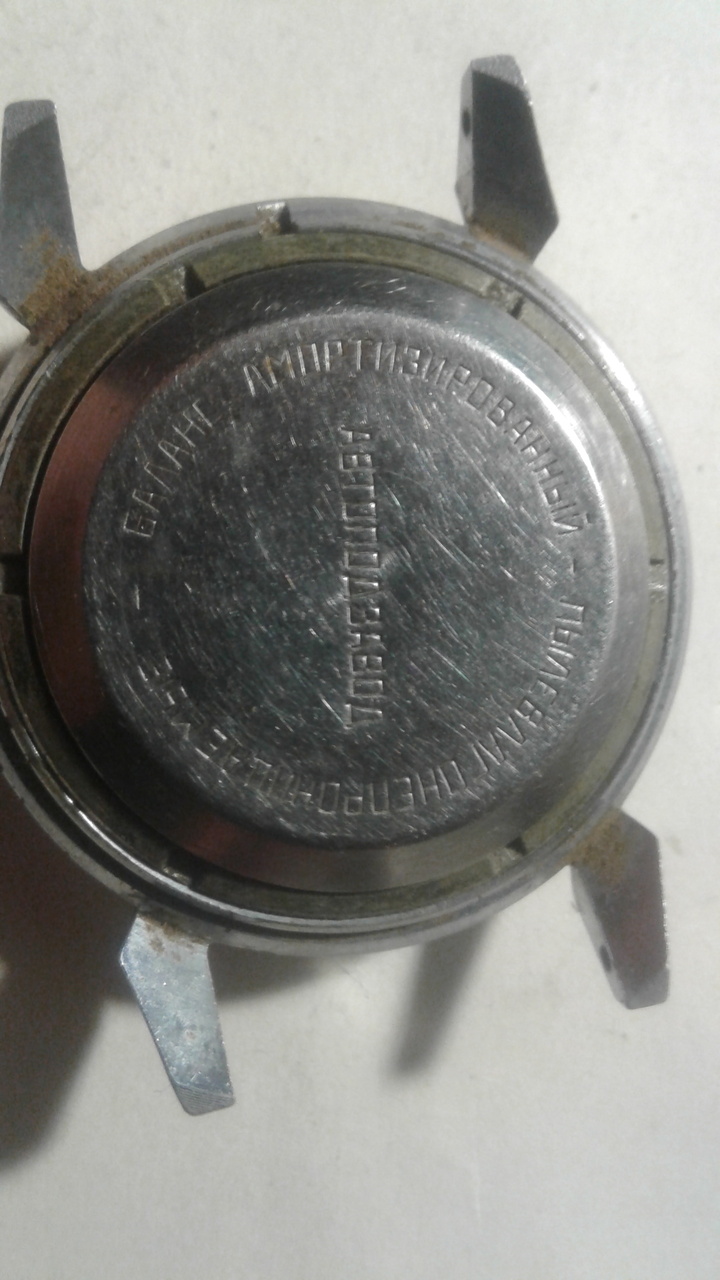 БАЛАНС АМОРТИЗИРОВАННЫЙ – ПЫЛЕВЛАГОНЕПРОНИЦАЕМЫЕ –
АВТОПОДЗАВОД